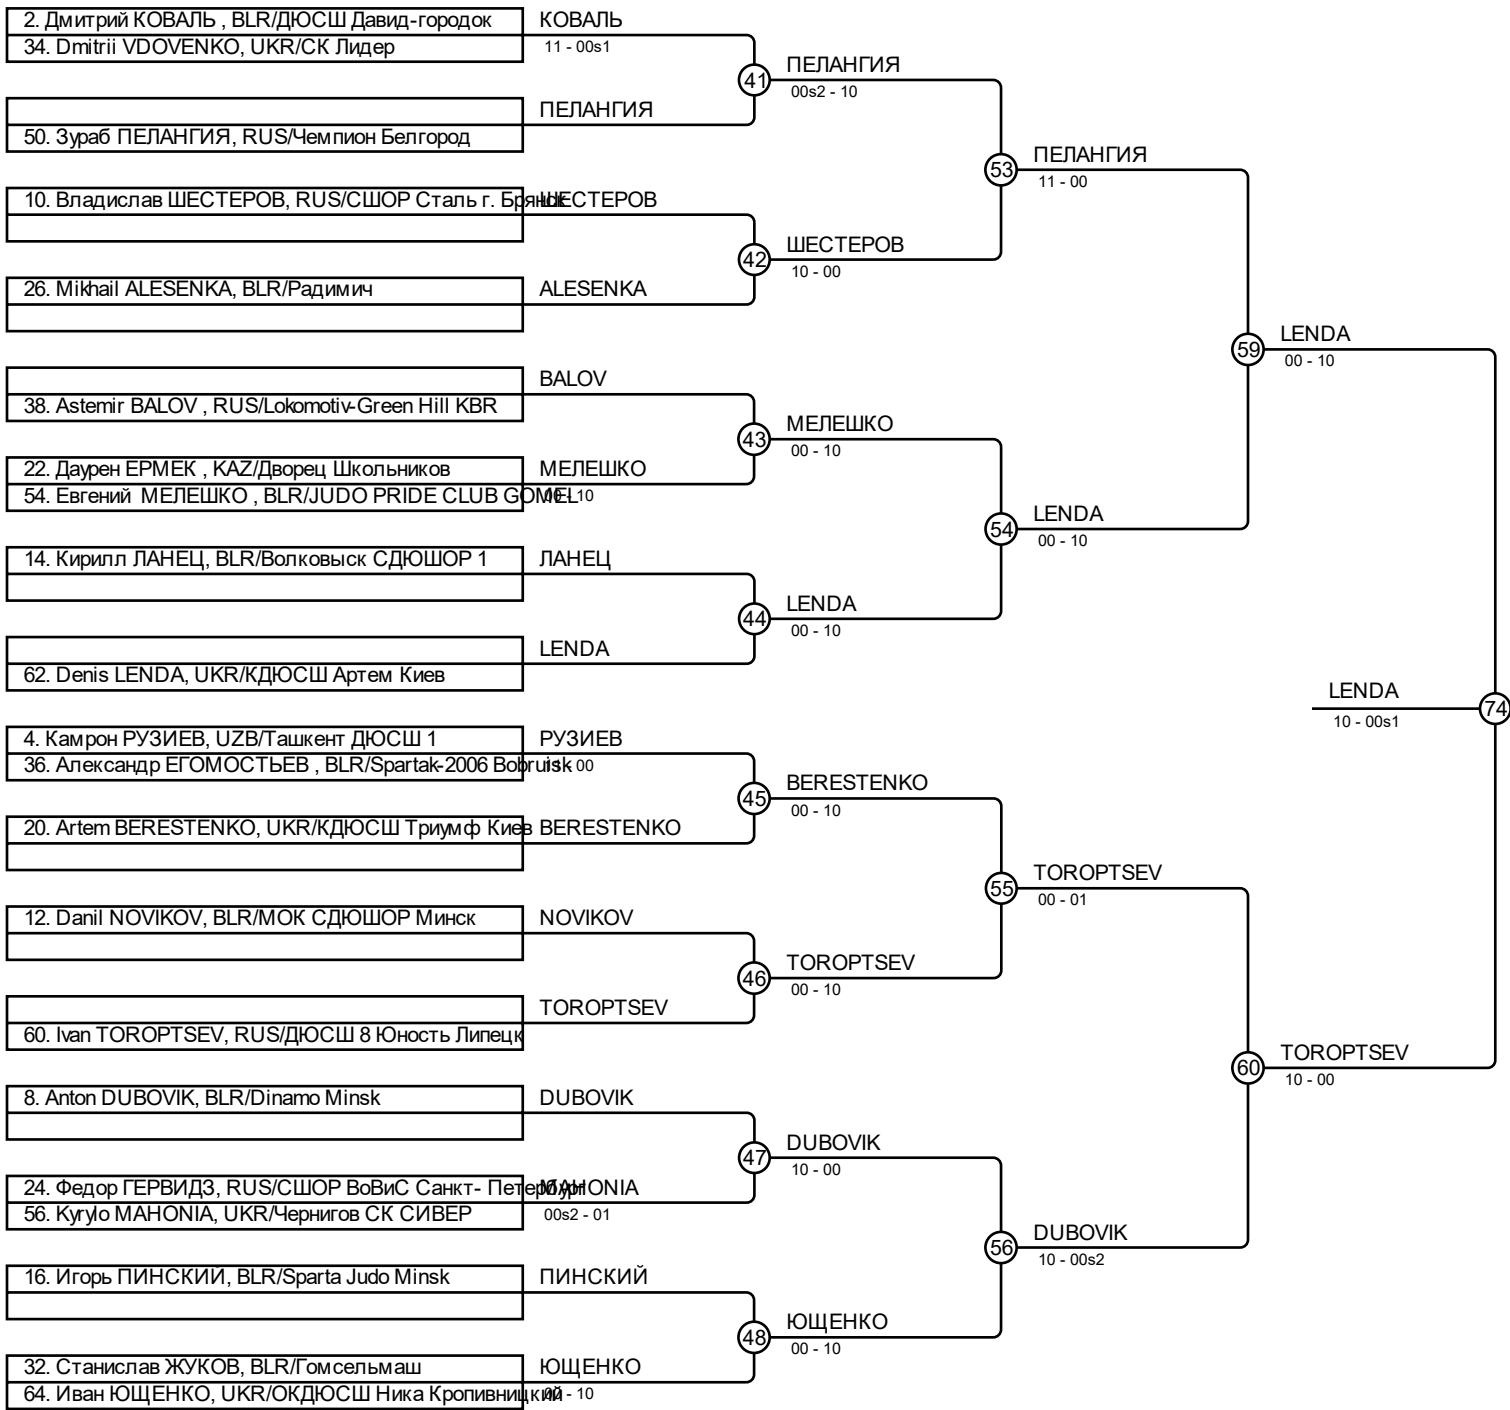 2. Дмитрий КОВАЛЬ , BLR/ДЮСШ Давид-городок
34. Dmitrii VDOVENKO, UKR/СК Лидер
КОВАЛЬ
11 - 00s1
50. Зураб ПЕЛАНГИЯ, RUS/Чемпион Белгород
ПЕЛАНГИЯ
41
ПЕЛАНГИЯ
00s2 - 10
10. Владислав ШЕСТЕРОВ, RUS/СШОР Сталь г. Брянск
ШЕСТЕРОВ
26. Mikhail ALESENKA, BLR/Радимич
ALESENKA
42
ШЕСТЕРОВ
10 - 00
53
ПЕЛАНГИЯ
11 - 00
38. Astemir BALOV , RUS/Lokomotiv-Green Hill KBR
BALOV
22. Даурен ЕРМЕК , KAZ/Дворец Школьников
54. Евгений МЕЛЕШКО , BLR/JUDO PRIDE CLUB GOMEL
МЕЛЕШКО
00 - 10
43
МЕЛЕШКО
00 - 10
14. Кирилл ЛАНЕЦ, BLR/Волковыск СДЮШОР 1
ЛАНЕЦ
62. Denis LENDA, UKR/КДЮСШ Артем Киев
LENDA
44
LENDA
00 - 10
54
LENDA
00 - 10
59
LENDA
00 - 10
4. Камрон РУЗИЕВ, UZB/Ташкент ДЮСШ 1
36. Александр ЕГОМОСТЬЕВ , BLR/Spartak-2006 Bobruisk
РУЗИЕВ
20. Artem BERESTENKO, UKR/КДЮСШ Триумф Киев
BERESTENKO
45
BERESTENKO
00 - 10
12. Danil NOVIKOV, BLR/МОК СДЮШОР Минск
NOVIKOV
60. Ivan TOROPTSEV, RUS/ДЮСШ 8 Юность Липецк
TOROPTSEV
46
TOROPTSEV
00 - 10
55
TOROPTSEV
00 - 01
8. Anton DUBOVIK, BLR/Dinamo Minsk
DUBOVIK
24. Федор ГЕРВИДЗ, RUS/СШОР ВоВиС Санкт- Петербург
56. Kyrylo MAHONIA, UKR/Чернигов СК СИВЕР
MAHONIA
00s2 - 01
47
DUBOVIK
10 - 00
16. Игорь ПИНСКИЙ, BLR/Sparta Judo Minsk
ПИНСКИЙ
32. Станислав ЖУКОВ, BLR/Гомсельмаш
64. Иван ЮЩЕНКО, UKR/ОКДЮСШ Ника Кропивницкий
ЮЩЕНКО
00 - 10
48
ЮЩЕНКО
00 - 10
56
DUBOVIK
10 - 00s2
60
TOROPTSEV
10 - 00
74
LENDA
10 - 00s1